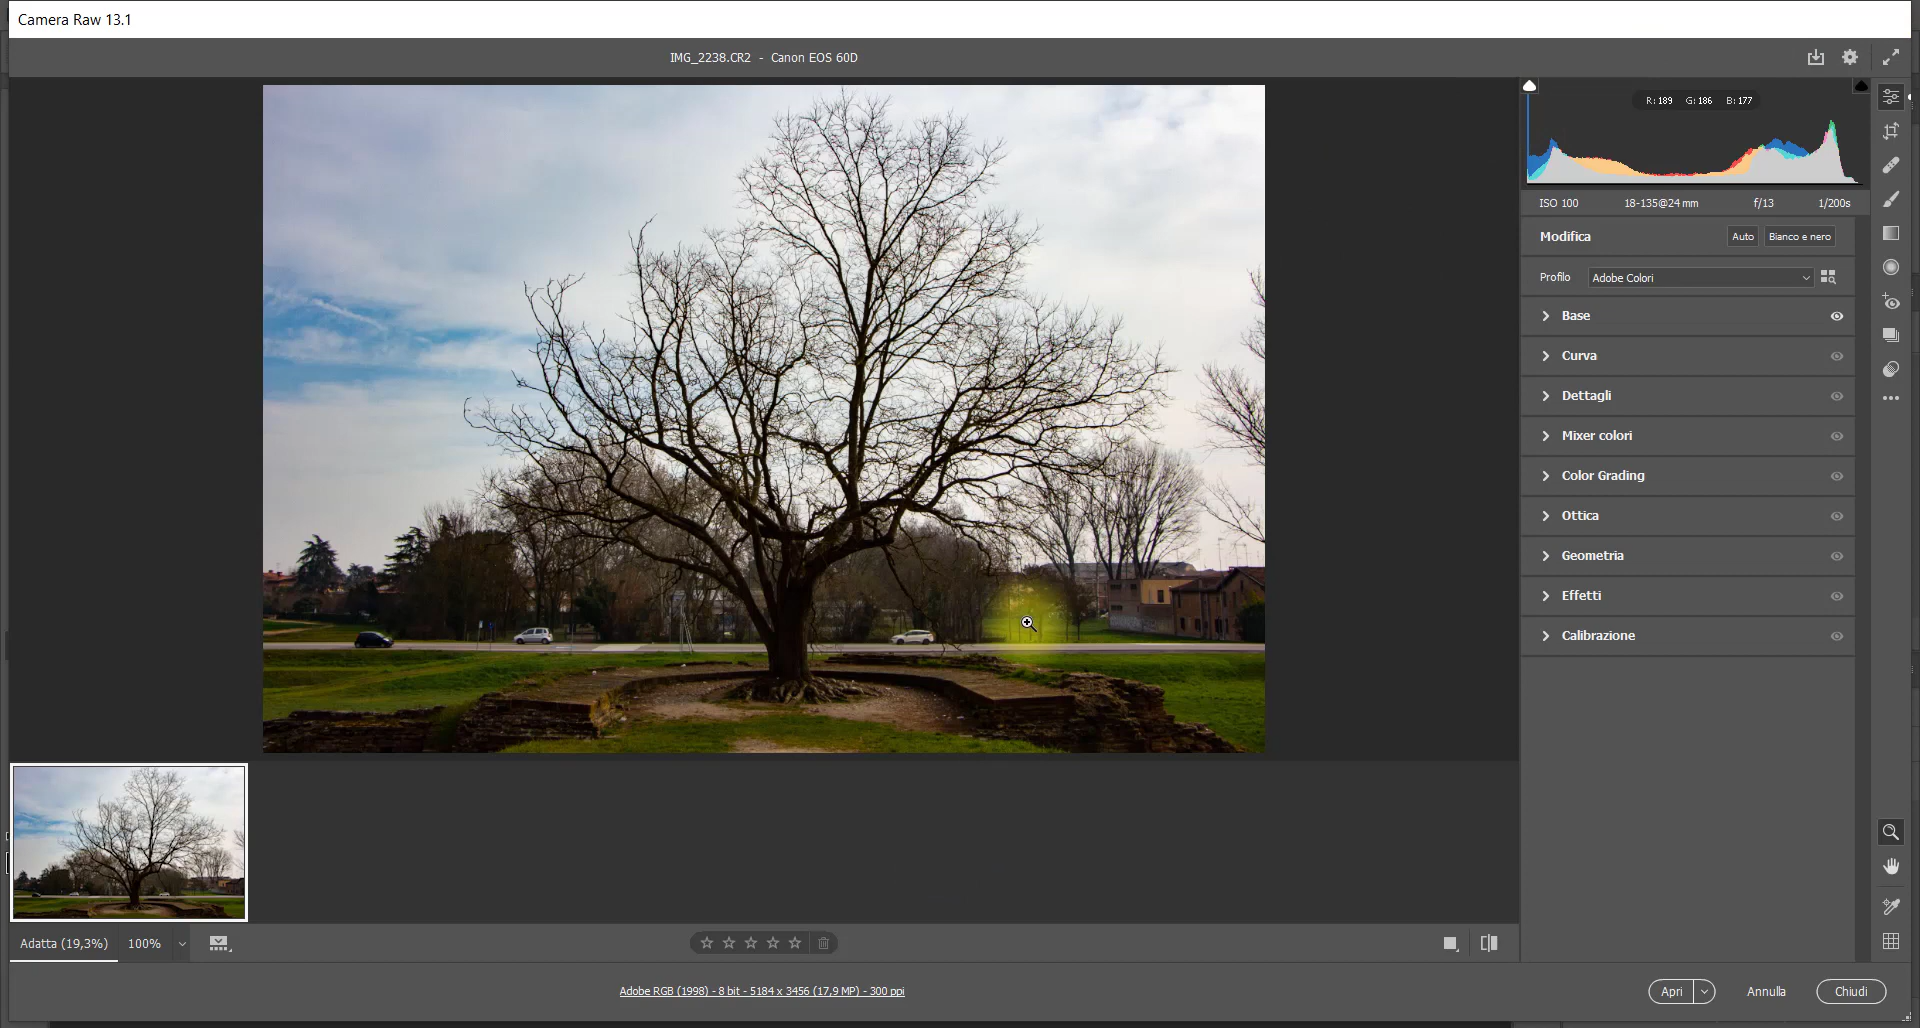 Camera Raw 13.1
IMG_2238.CR2 - Canon EOS 60D
R: 189 G: 186 B: 177
ISO 100 18-135@24 mm f/13 1/200s
Modifica Auto Bianco e nero
Profilo Adobe Colori
Base
Curva
Dettagli
Mixer colori
Color Grading
Ottica
Geometria
Effetti
Calibrazione
Adatta (19,3%) 100%
Adobe RGB (1998) - 8 bit - 5184 x 3456 (17,9 MP) - 300 ppi
Apri Annulla Chiudi